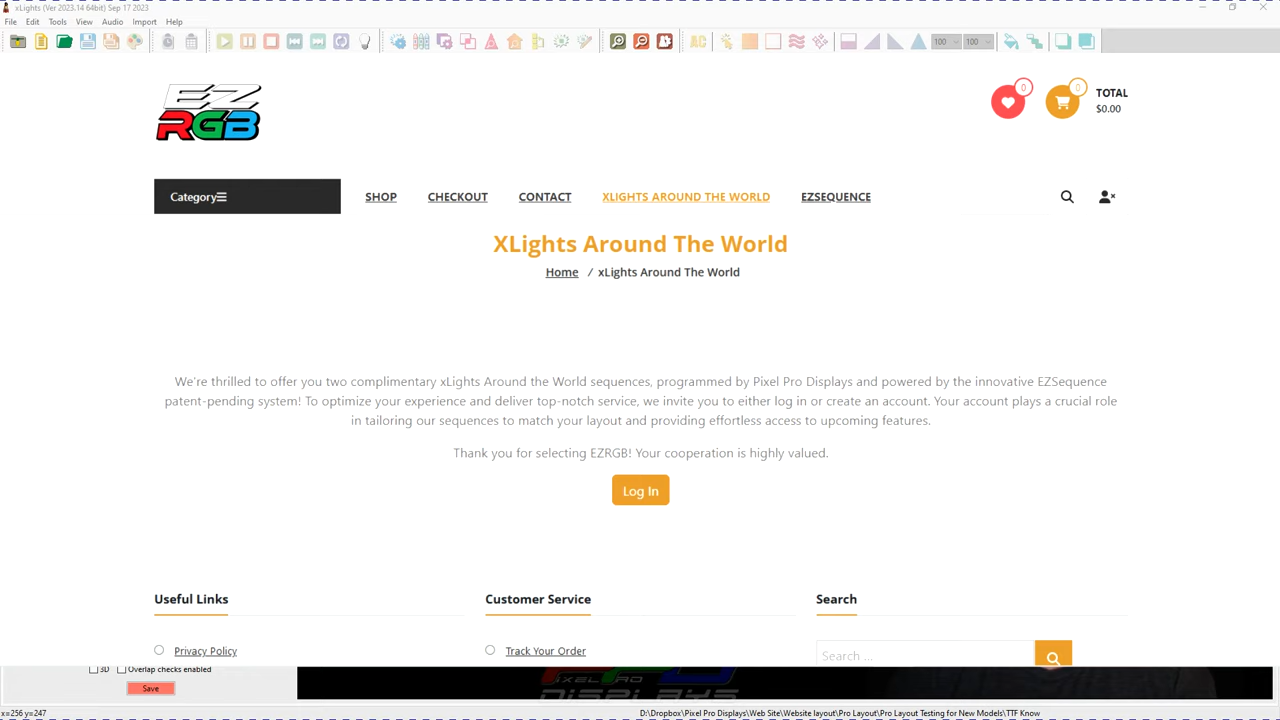 xLights (Ver 2023.14 64bit) Sep 17 2023
File Edit Tools View Audio Import Help
100 100
EZ
RGB
0 0 TOTAL
$0.00
Category SHOP CHECKOUT CONTACT XLIGHTS AROUND THE WORLD EZSEQUENCE
XLights Around The World
Home / xLights Around The World
We're thrilled to offer you two complimentary xLights Around the World sequences, programmed by Pixel Pro Displays and powered by the innovative EZSequence
patent-pending system! To optimize your experience and deliver top-notch service, we invite you to either log in or create an account. Your account plays a crucial role
in tailoring our sequences to match your layout and providing effortless access to upcoming features.
Thank you for selecting EZRGB! Your cooperation is highly valued.
Log In
Useful Links Customer Service Search
Privacy Policy Track Your Order Search ...
3D Overlap checks enabled
Save
DISPLAYS
x=256 y=247 D:\Dropbox\Pixel Pro Displays\Web Site\Website layout\Pro Layout\Pro Layout Testing for New Models\TTF Know